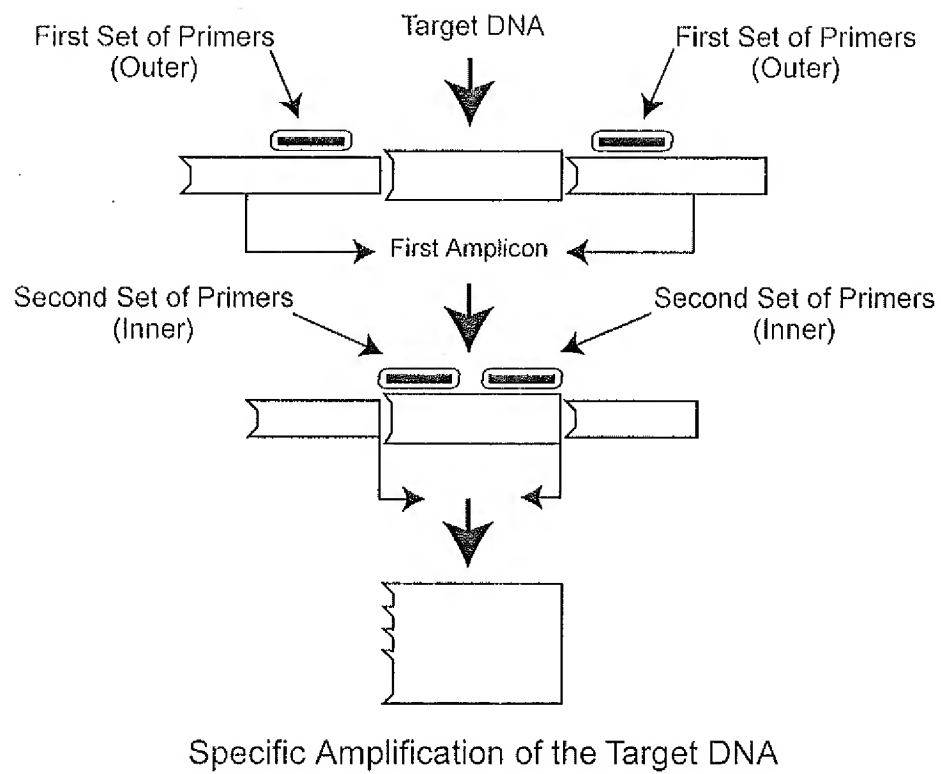 First Set of Primers
(Outer)
Target DNA
First Set of Primers
(Outer)
First Amplicon
Second Set of Primers
(Inner)
Second Set of Primers
(Inner)
Specific Amplification of the Target DNA